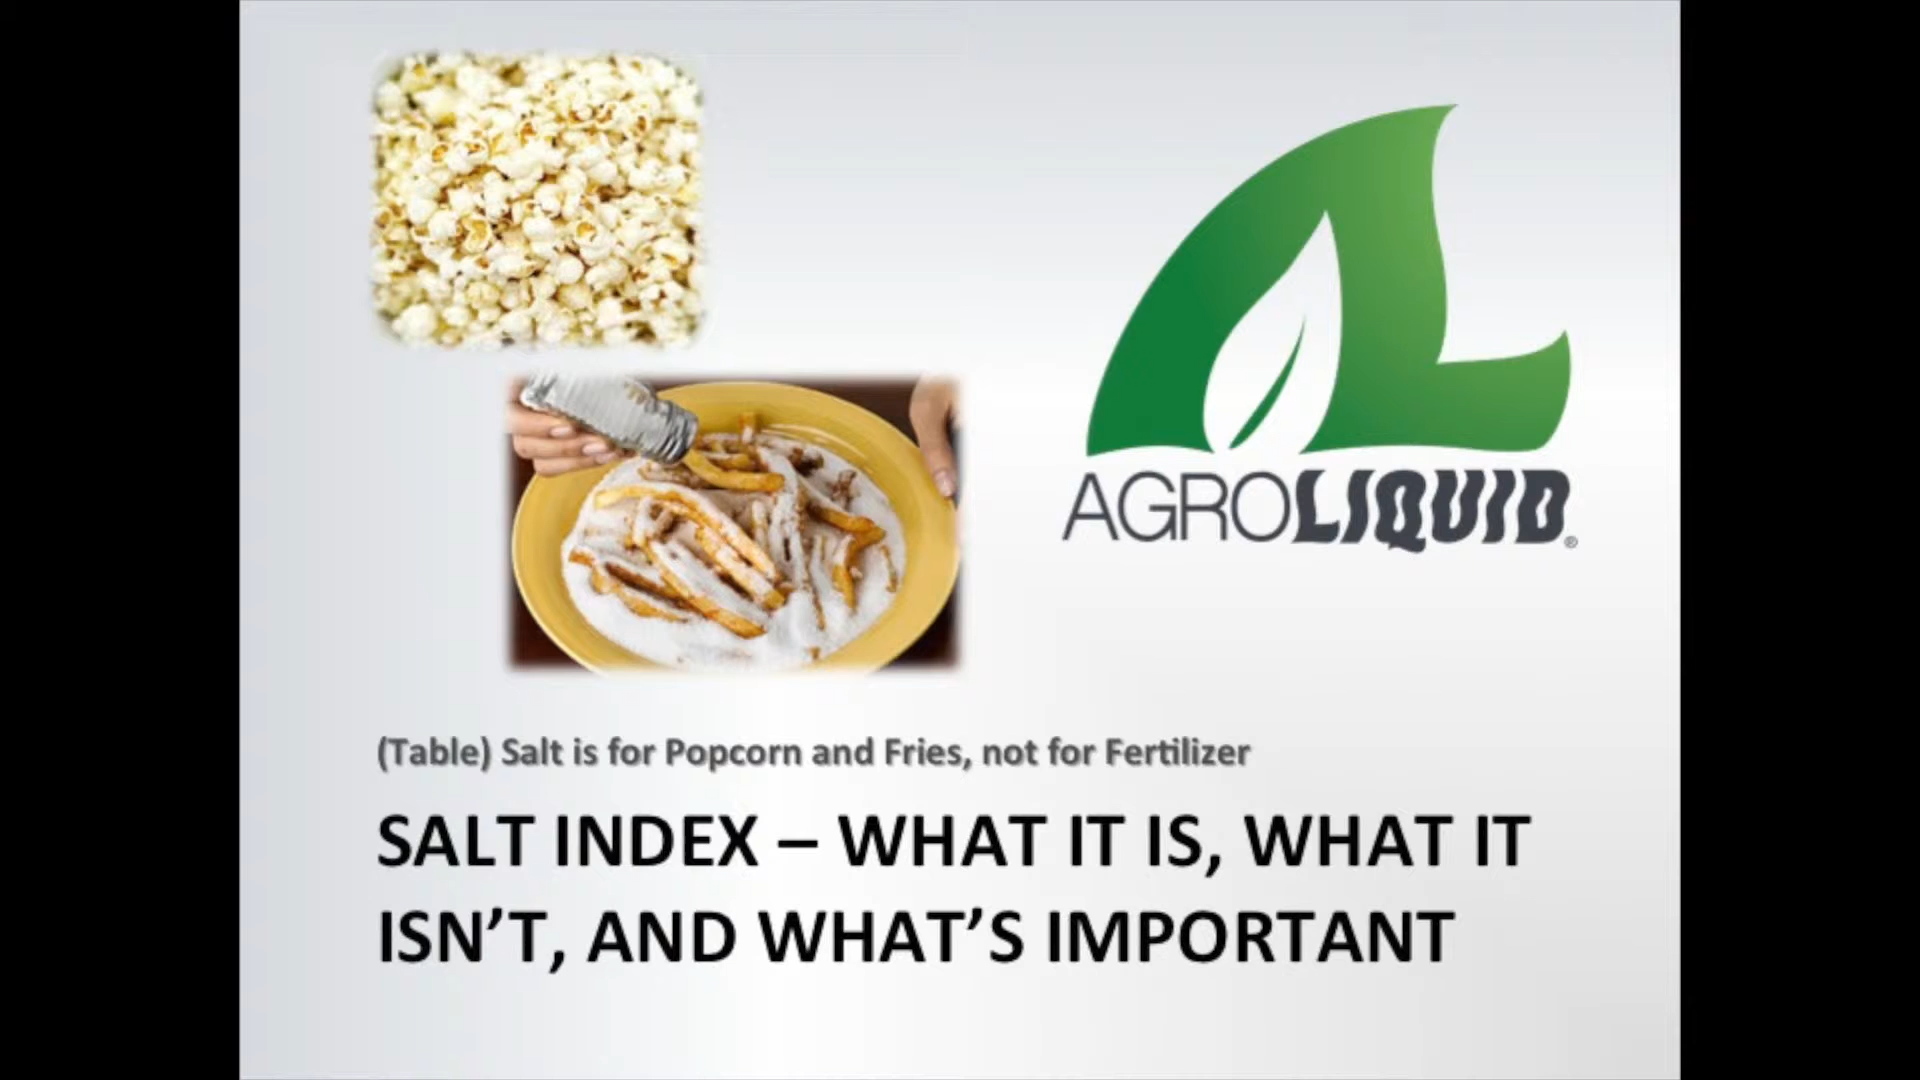 AGROLIQUID®
(Table) Salt is for Popcorn and Fries, not for Fertilizer
SALT INDEX – WHAT IT IS, WHAT IT
ISN’T, AND WHAT’S IMPORTANT